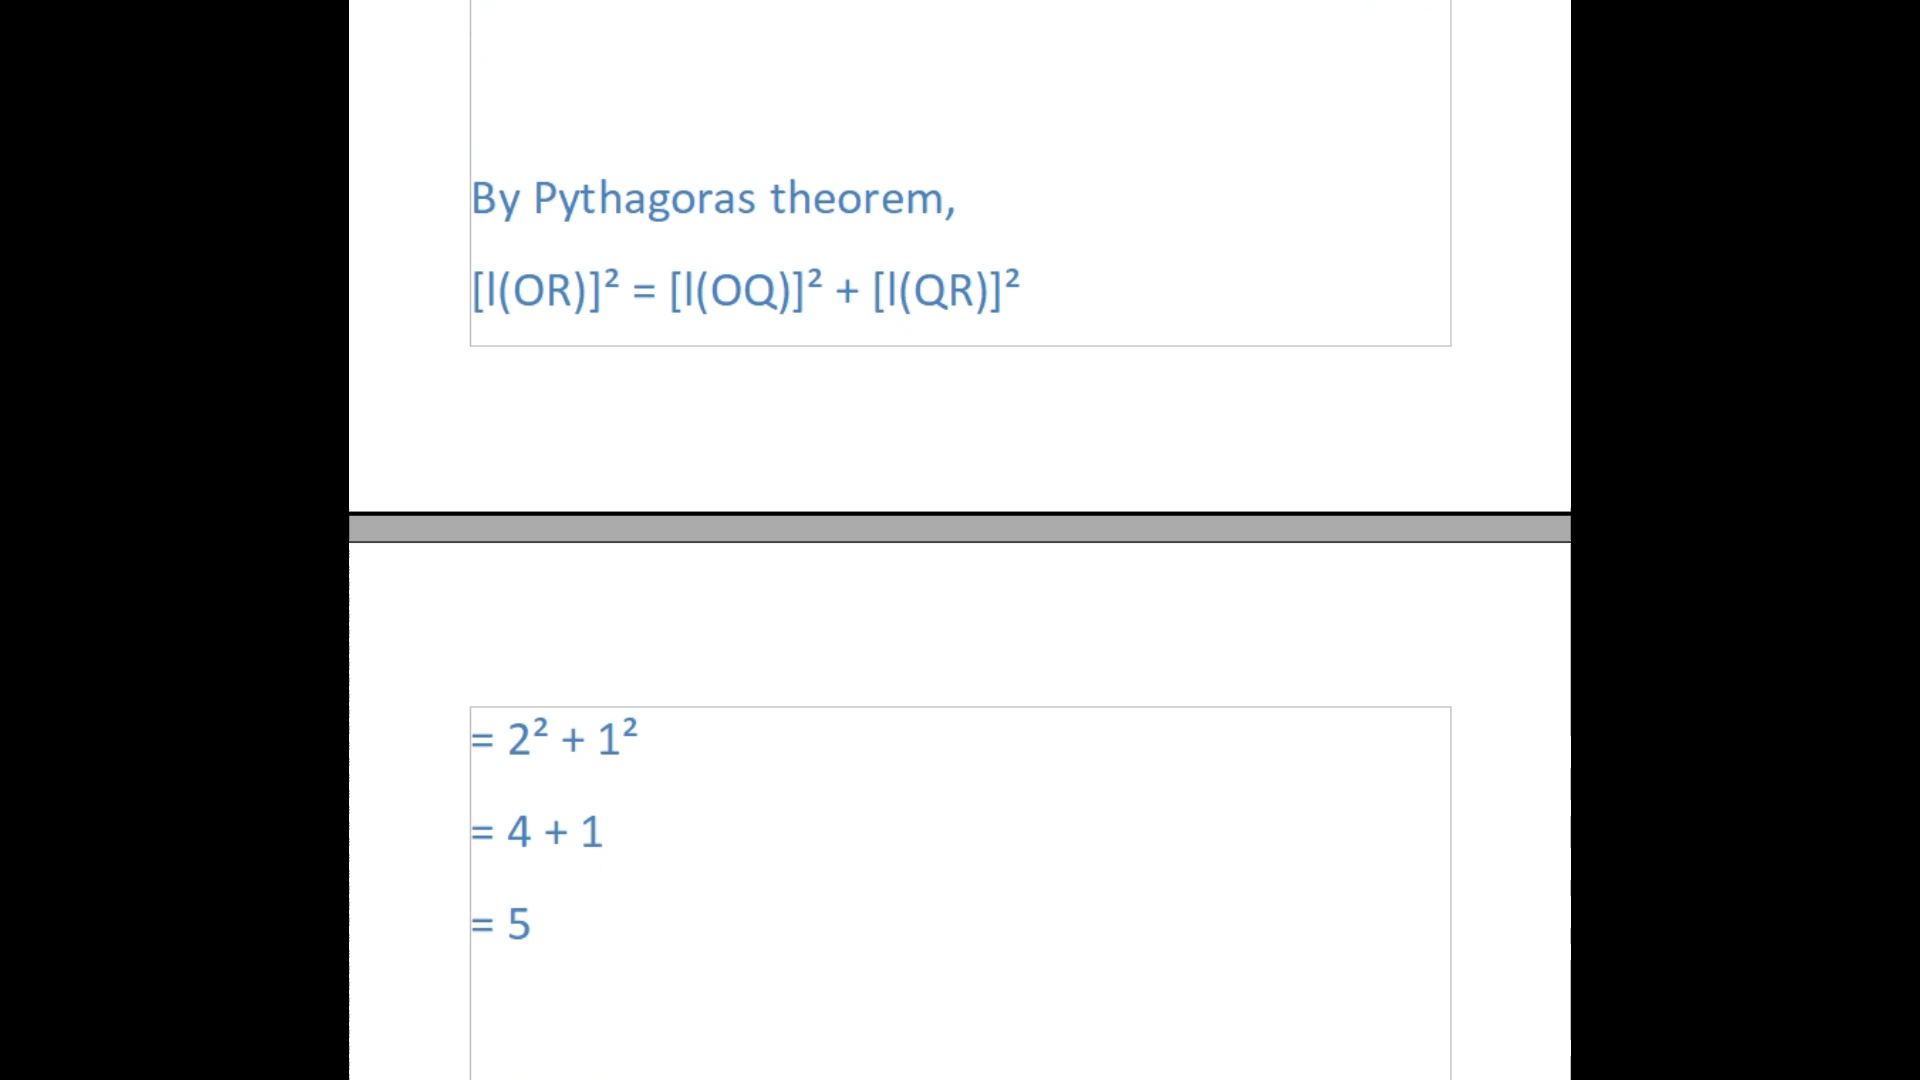 By Pythagoras theorem,
[l(OR)]² = [l(OQ)]² + [l(QR)]²
= 2² + 1²
= 4 + 1
= 5